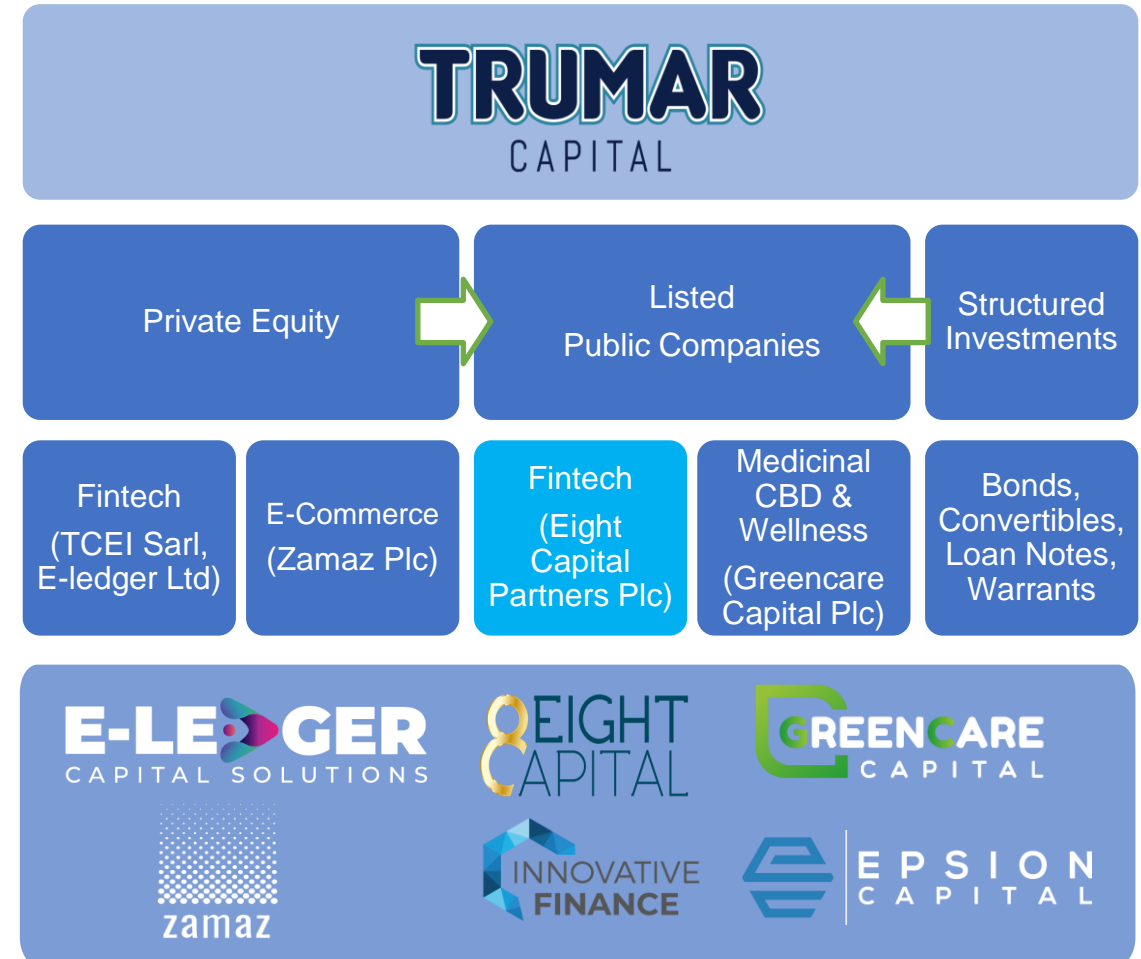 TRUMAR
CAPITAL
Private Equity
Listed
Public Companies
Structured
Investments
Fintech
(TCEI Sarl,
E-ledger Ltd)
E-Commerce
(Zamaz Plc)
Fintech
(Eight
Capital
Partners Plc)
Medicinal
CBD &
Wellness
(Greencare
Capital Plc)
Bonds,
Convertibles,
Loan Notes,
Warrants
E-LEDGER
CAPITAL SOLUTIONS
8 EIGHT
CAPITAL
GREENCARE
CAPITAL
zamaz
INNOVATIVE
FINANCE
EPSION
CAPITAL